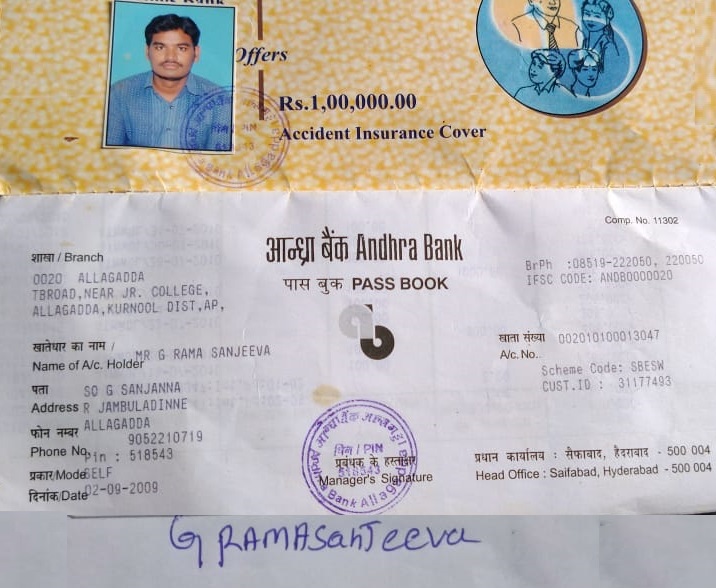 Bank
Offers
Rs.1,00,000.00
Accident Insurance Cover
Comp. No. 11302
आन्ध्रा बैंक Andhra Bank
पास बुक PASS BOOK
शाखा / Branch
0020 ALLAGADDA
TBROAD,NEAR JR. COLLEGE,
ALLAGADDA,KURNOOL DIST,AP,
BrPh :08519-222050, 220050
IFSC CODE: ANDB0000020
खातेधार का नाम /
Name of A/c. Holder MR G RAMA SANJEEVA
खाता संख्या 002010100013047
A/c. No..
Scheme Code: SBESW
CUST.ID : 31177493
पता SO G SANJANNA
Address R JAMBULADINNE
ALLAGADDA
फोन नम्बर 9052210719
Phone No. Pin : 518543
प्रकार/Mode SELF
दिनांक/Date 02-09-2009
पिन / PIN
518543
Bank Allagadda
प्रबंधक के हस्ताक्षर
Manager's Signature
प्रधान कार्यालय : सैफाबाद, हैदराबाद - 500 004
Head Office : Saifabad, Hyderabad - 500 004
G RAMASanJeeva